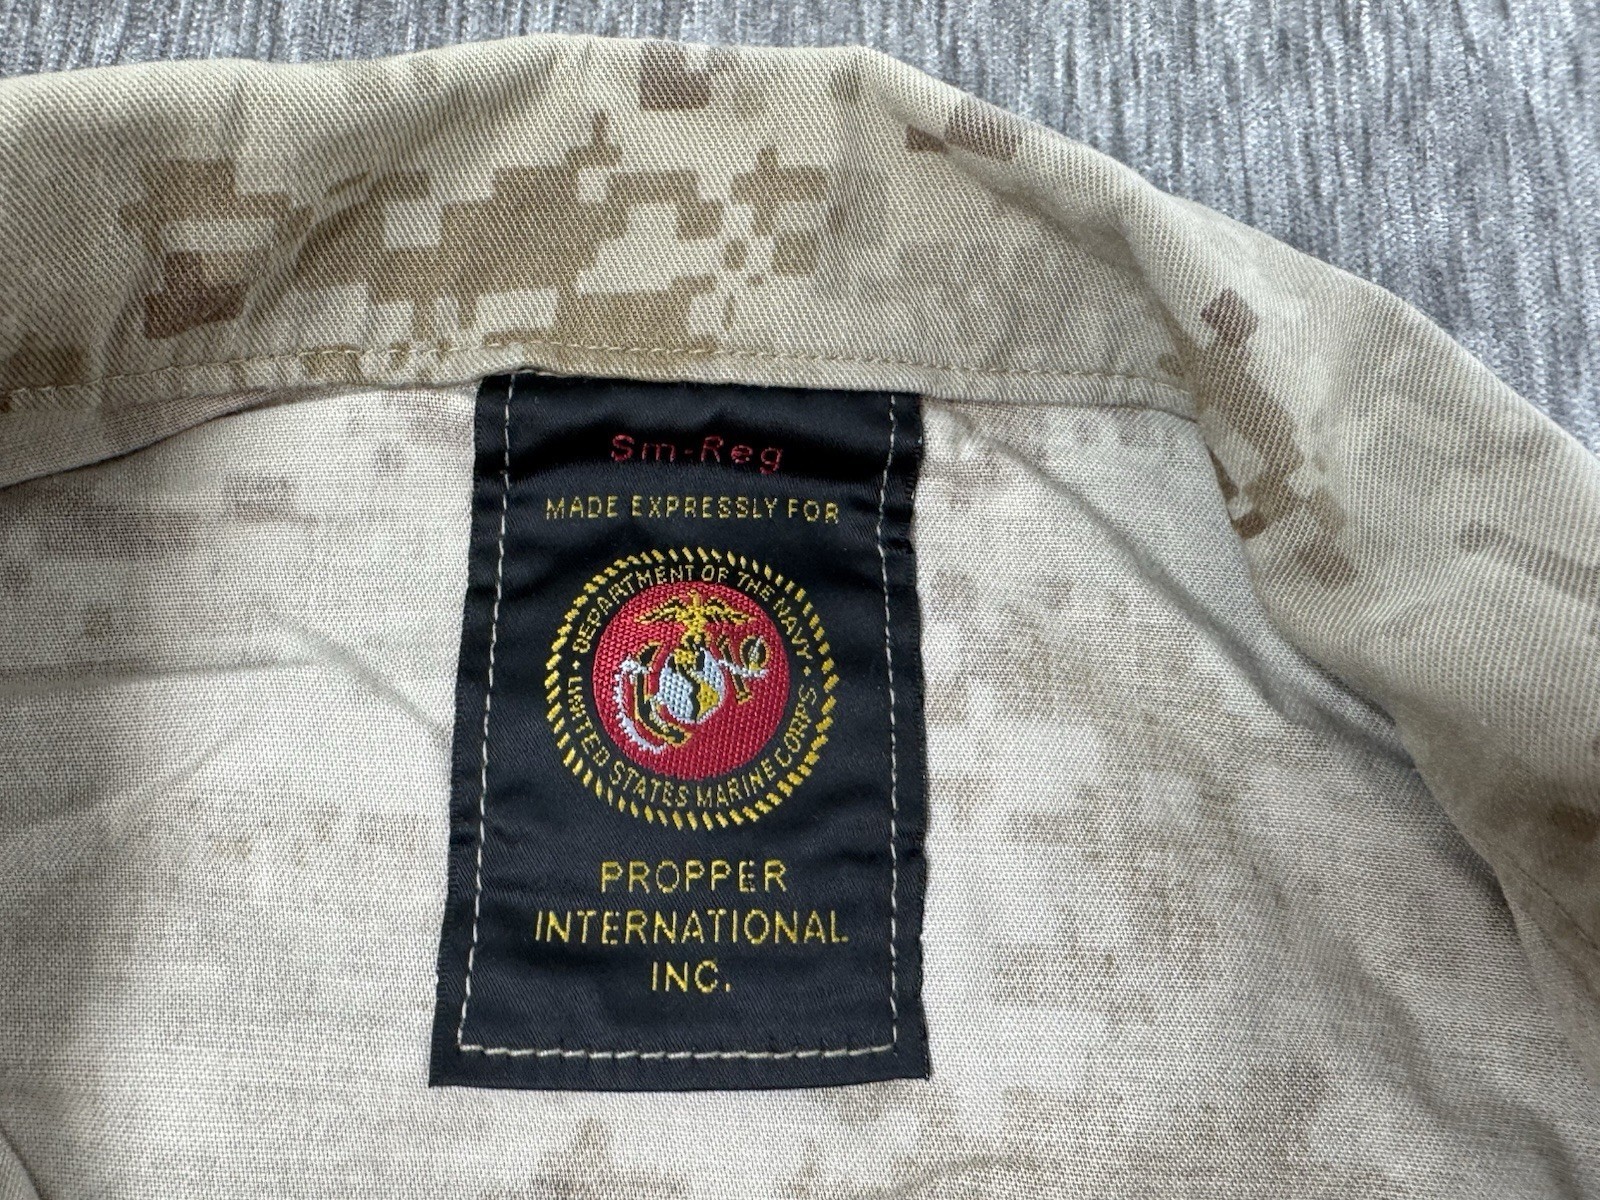 Sm-Reg
MADE EXPRESSLY FOR
DEPARTMENT OF THE NAVY
UNITED STATES MARINE CORPS
PROPPER
INTERNATIONAL
INC.